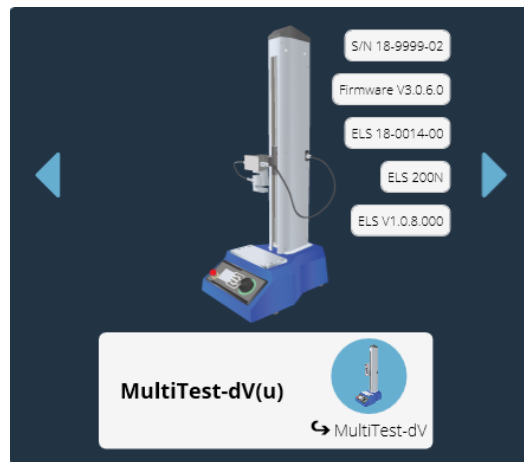 S/N 18-9999-02
Firmware V3.0.6.0
ELS 18-0014-00
ELS 200N
ELS V1.0.8.000
MultiTest-dV(u)
MultiTest-dV